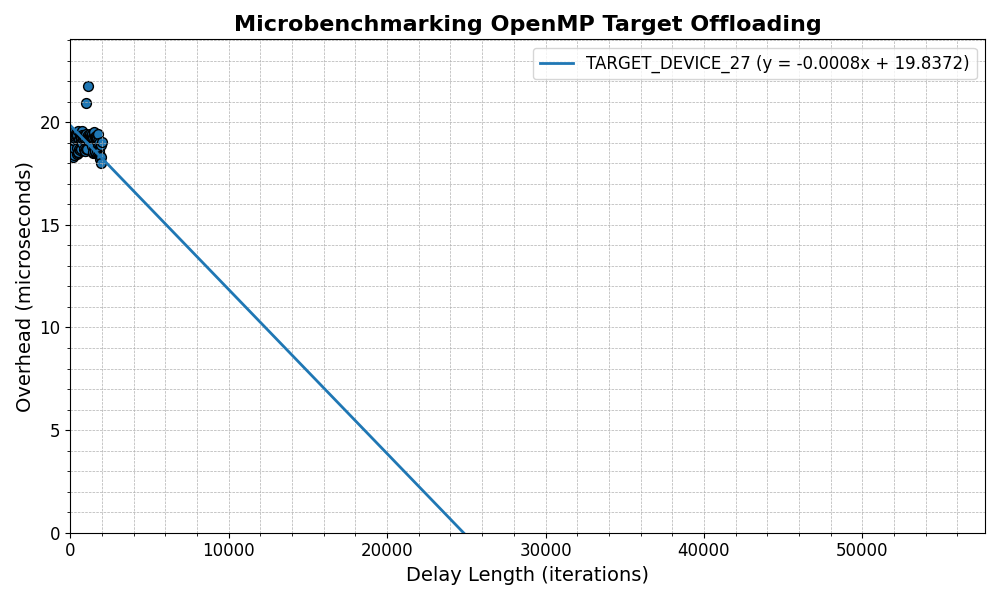 Microbenchmarking OpenMP Target Offloading
TARGET_DEVICE_27 (y = -0.0008x + 19.8372)
Overhead (microseconds)
20
15
10
5
0
0 10000 20000 30000 40000 50000
Delay Length (iterations)